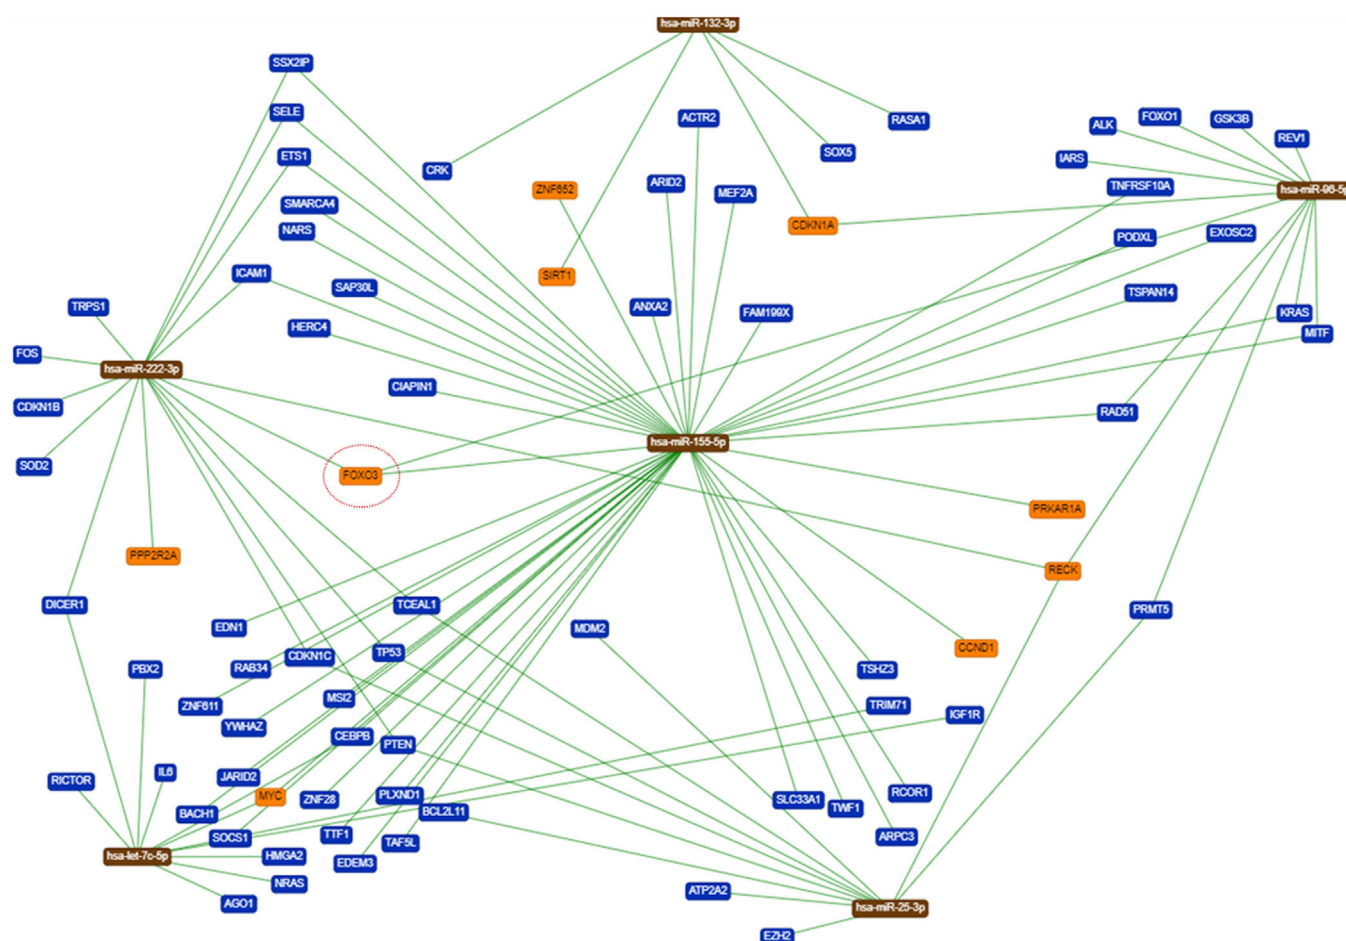 hsa-miR-132-3p
SSX2IP
SELE
ACTR2
RASA1
ALK
FOXO1
GSK3B
REV1
ETS1
CRK
SOX5
IARS
ZNF652
ARID2
MEF2A
TNFRSF10A
hsa-miR-96-5p
SMARCA4
NARS
CDKN1A
PODXL
EXOSC2
ICAM1
SAP30L
SIRT1
TSPAN14
TRPS1
HERC4
ANXA2
FAM199X
KRAS
MITF
FOS
hsa-miR-222-3p
CIAPIN1
CDKN1B
RAD51
hsa-miR-155-5p
SOD2
FOXO3
PRKAR1A
PPP2R2A
RECK
DICER1
TCEAL1
PRMT5
EDN1
MDM2
CCND1
PBX2
RAB34
CDKN1C
TP53
TSHZ3
ZNF611
MSI2
TRIM71
IGF1R
YWHAZ
CEBPB
PTEN
RICTOR
IL6
JARID2
MYC
ZNF28
PLXND1
SLC33A1
RCOR1
BACH1
BCL2L11
TWF1
SOCS1
TTF1
TAF5L
ARPC3
hsa-let-7c-5p
HMGA2
EDEM3
NRAS
ATP2A2
AGO1
hsa-miR-25-3p
EZH2